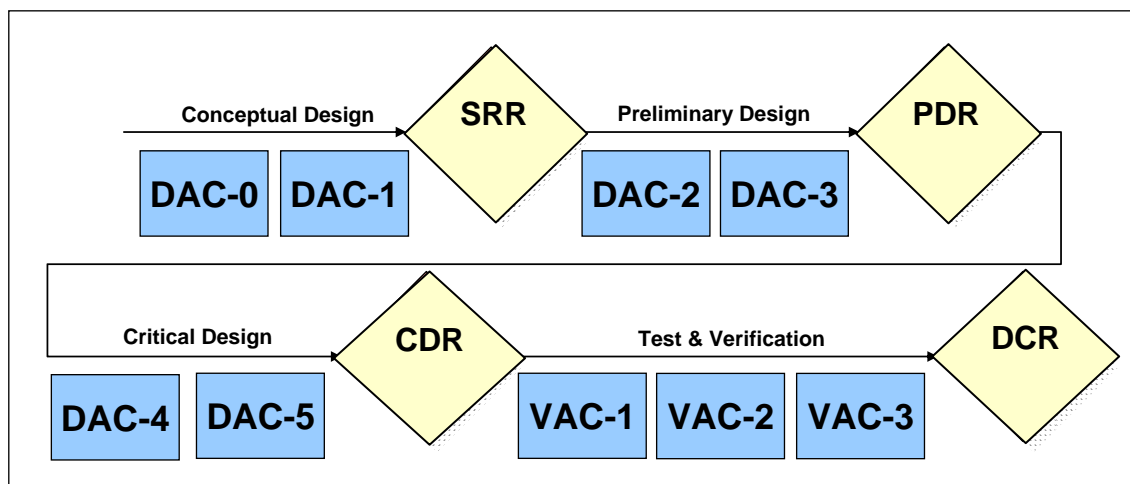 Conceptual Design
SRR
Preliminary Design
PDR
DAC-0
DAC-1
DAC-2
DAC-3
Critical Design
CDR
Test & Verification
DCR
DAC-4
DAC-5
VAC-1
VAC-2
VAC-3